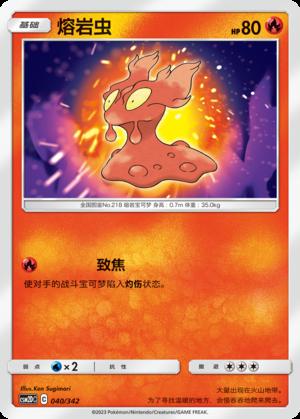 基础 熔岩虫 HP 80
全国图鉴No.218 熔岩宝可梦 身高：0.7m 体重：35.0kg
致焦
使对手的战斗宝可梦陷入灼伤状态。
弱点 ×2 抗性 撤退
Illus.Ken Sugimori
CSM2DC C 040/342
大量出现在火山地带。
为了寻找温暖的地方，会慢吞吞地爬来爬去。
©2023 Pokémon/Nintendo/Creatures/GAME FREAK.